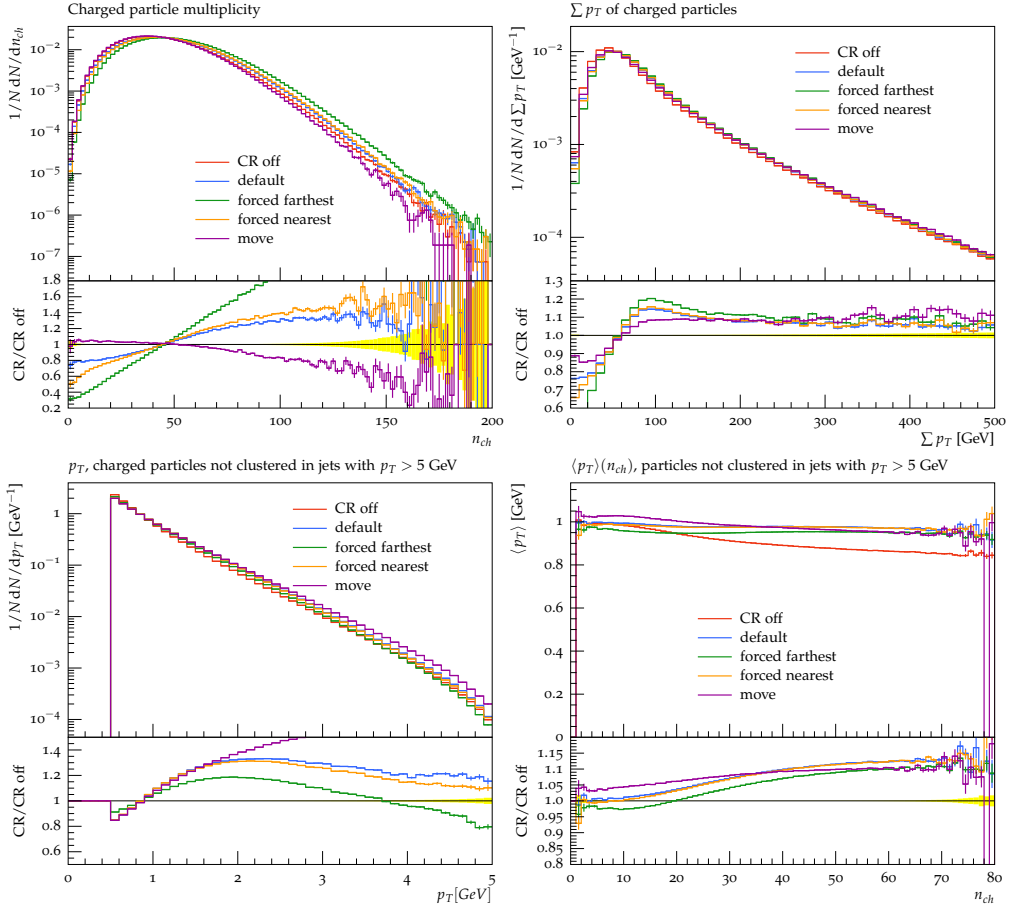 Charged particle multiplicity
1/N dN/dn_ch
10^−2
10^−3
10^−4
10^−5
10^−6
10^−7
CR off
default
forced farthest
forced nearest
move
CR/CR off
1.8
1.6
1.4
1.2
1
0.8
0.6
0.4
0.2
0 50 100 150 200
n_ch
∑ p_T of charged particles
1/N dN/d ∑ p_T [GeV^−1]
10^−2
10^−3
10^−4
CR off
default
forced farthest
forced nearest
move
CR/CR off
1.3
1.2
1.1
1.0
0.9
0.8
0.7
0.6
0 100 200 300 400 500
∑ p_T [GeV]
p_T, charged particles not clustered in jets with p_T > 5 GeV
1/N dN/dp_T [GeV^−1]
1
10^−1
10^−2
10^−3
10^−4
CR off
default
forced farthest
forced nearest
move
CR/CR off
1.4
1.2
1
0.8
0.6
0 1 2 3 4 5
p_T[GeV]
⟨p_T⟩(n_ch), particles not clustered in jets with p_T > 5 GeV
⟨p_T⟩ [GeV]
1
0.8
0.6
0.4
0.2
0
CR off
default
forced farthest
forced nearest
move
CR/CR off
1.15
1.1
1.05
1.0
0.95
0.9
0.85
0.8
0 10 20 30 40 50 60 70 80
n_ch